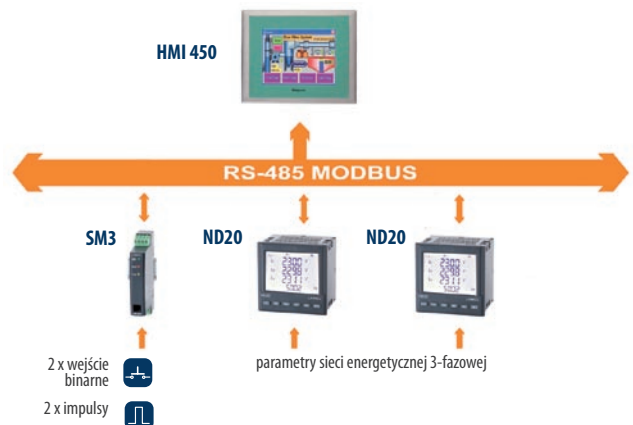 HMI 450
RS-485 MODBUS
SM3
ND20
ND20
2 x wejście
binarne
parametry sieci energetycznej 3-fazowej
2 x impulsy